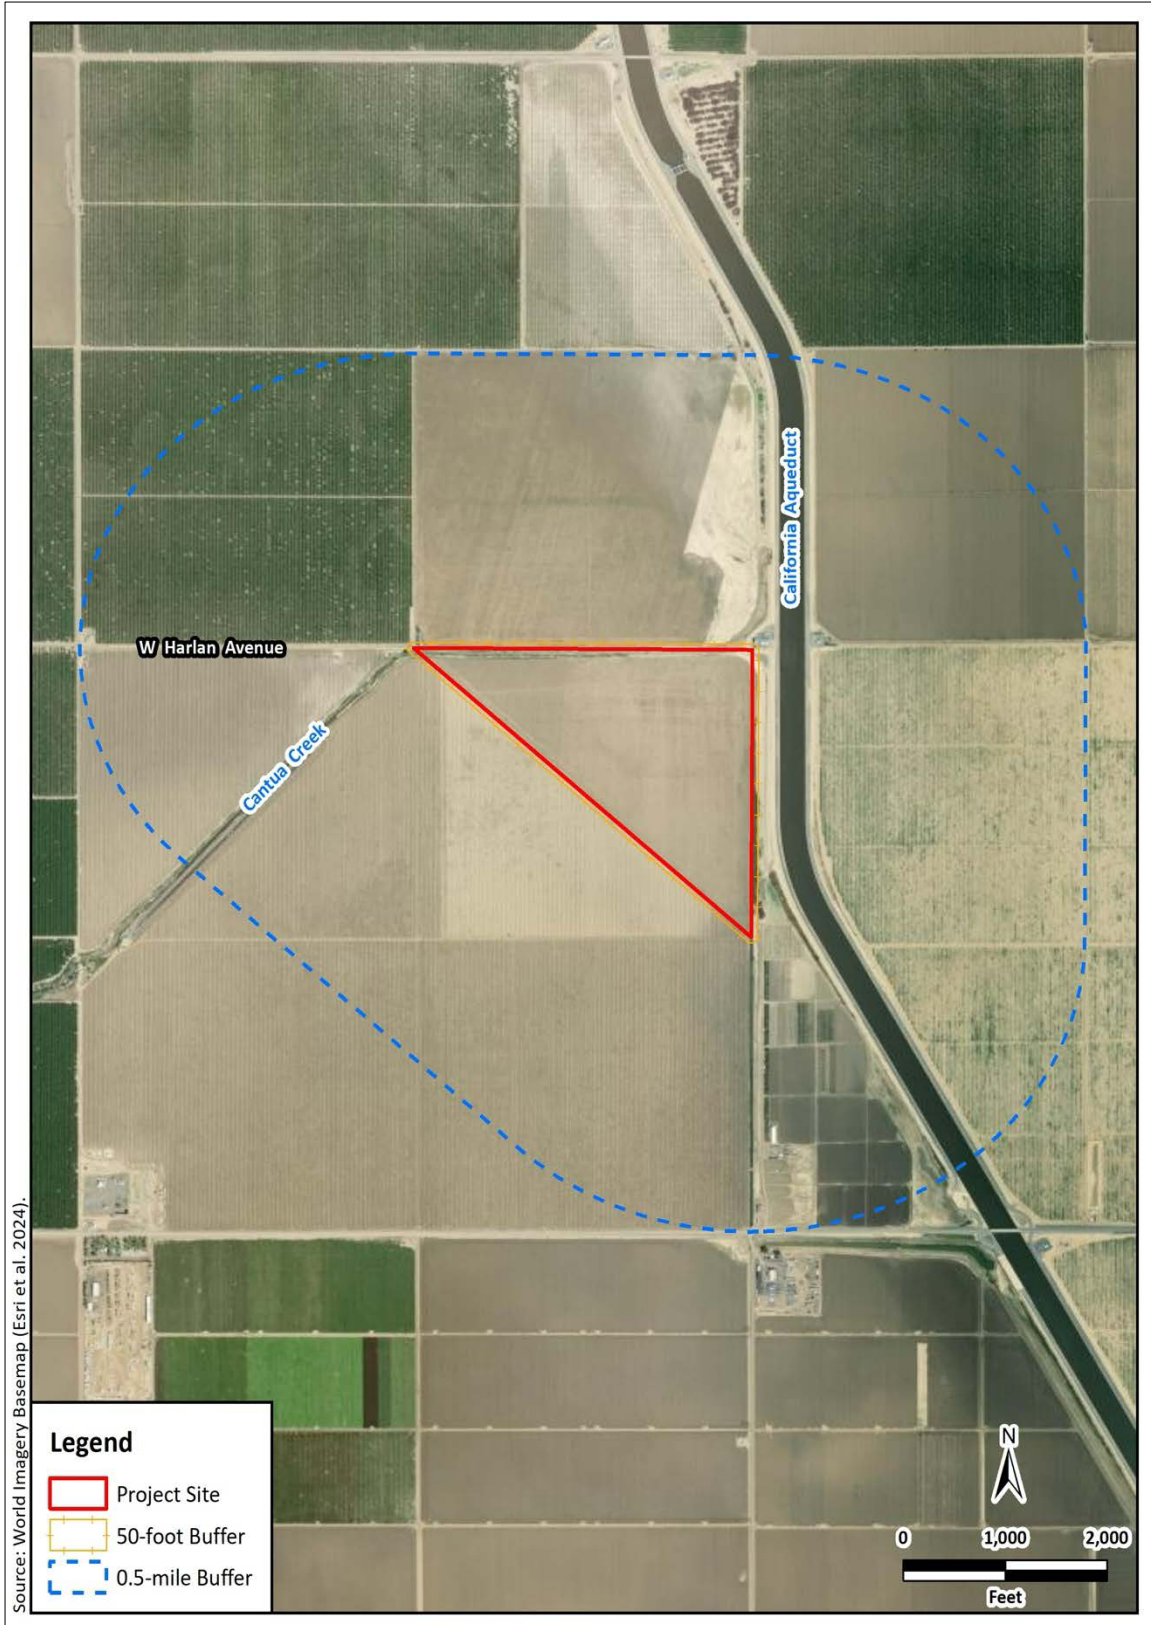 California Aqueduct
W Harlan Avenue
Cantua Creek
Source: World Imagery Basemap (Esri et al. 2024).
Legend
Project Site
50-foot Buffer
0.5-mile Buffer
N
0 1,000 2,000
Feet